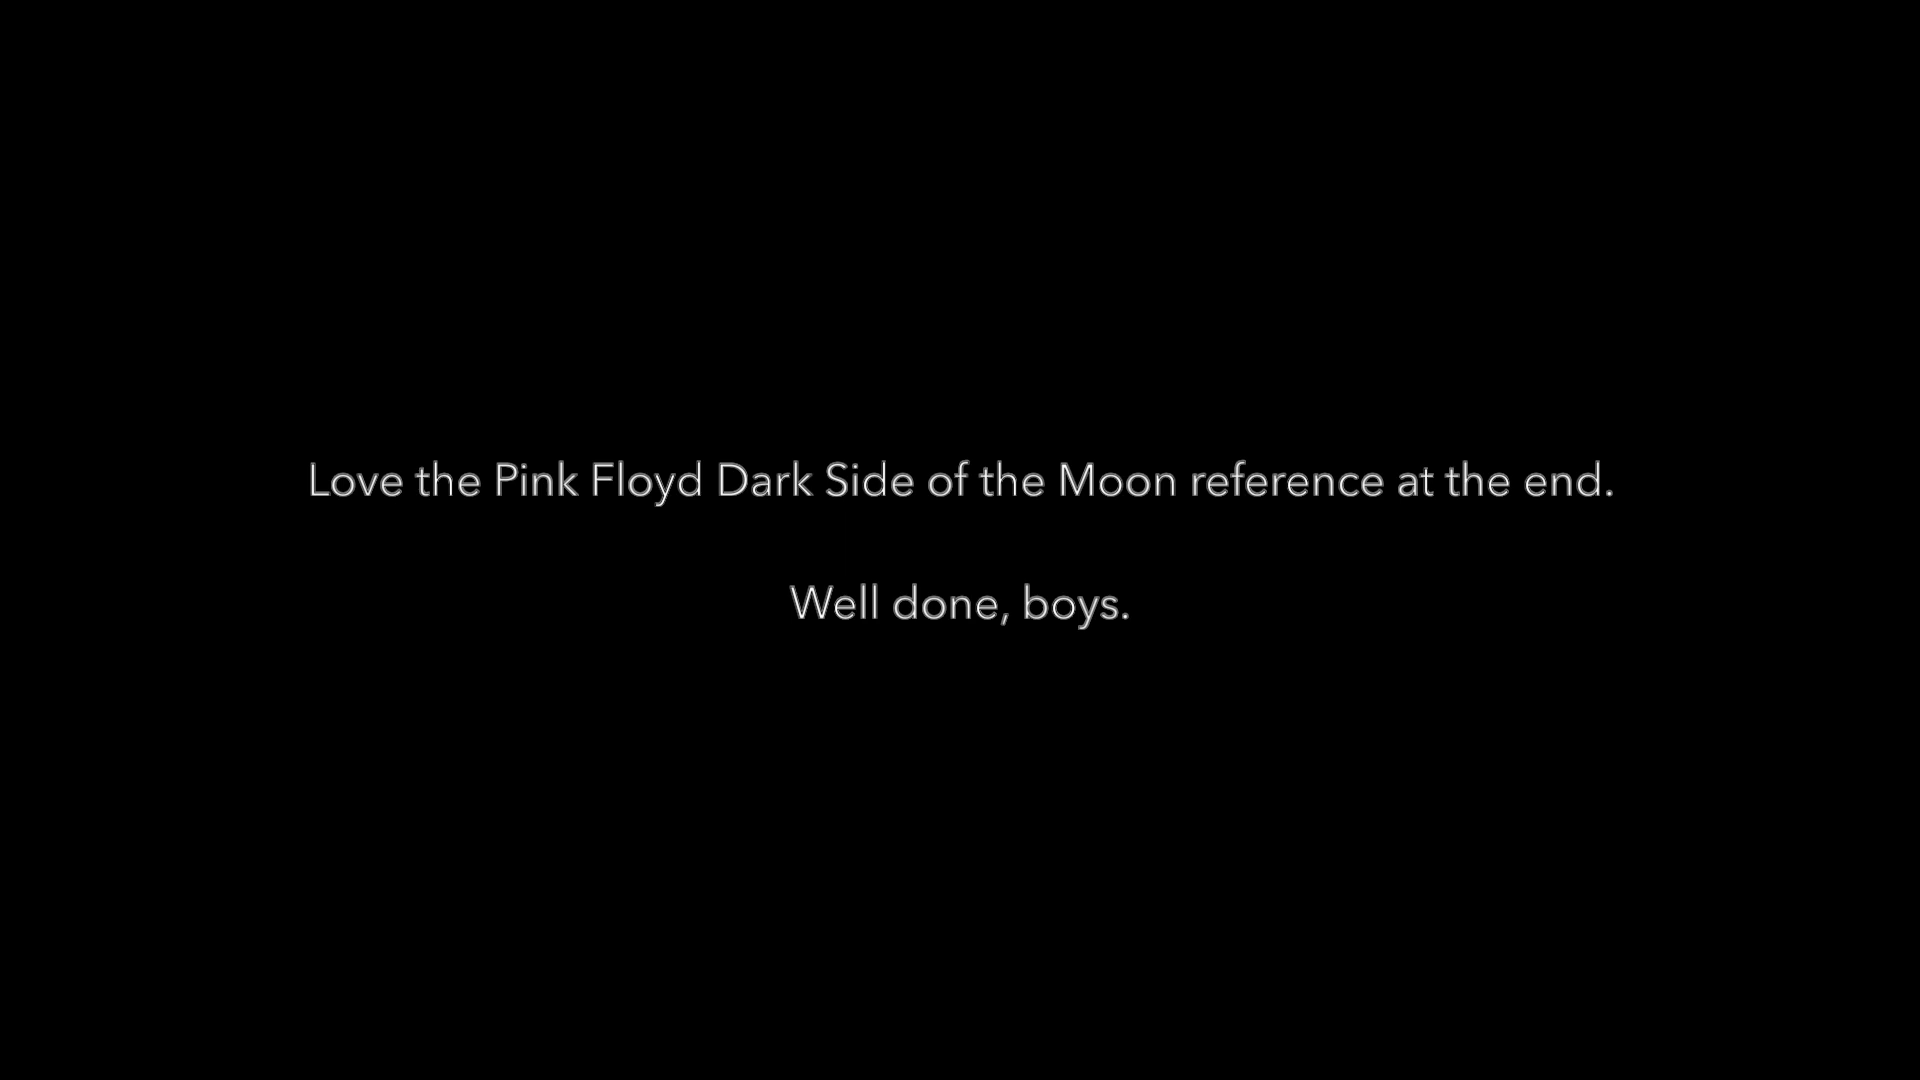 Love the Pink Floyd Dark Side of the Moon reference at the end.
Well done, boys.